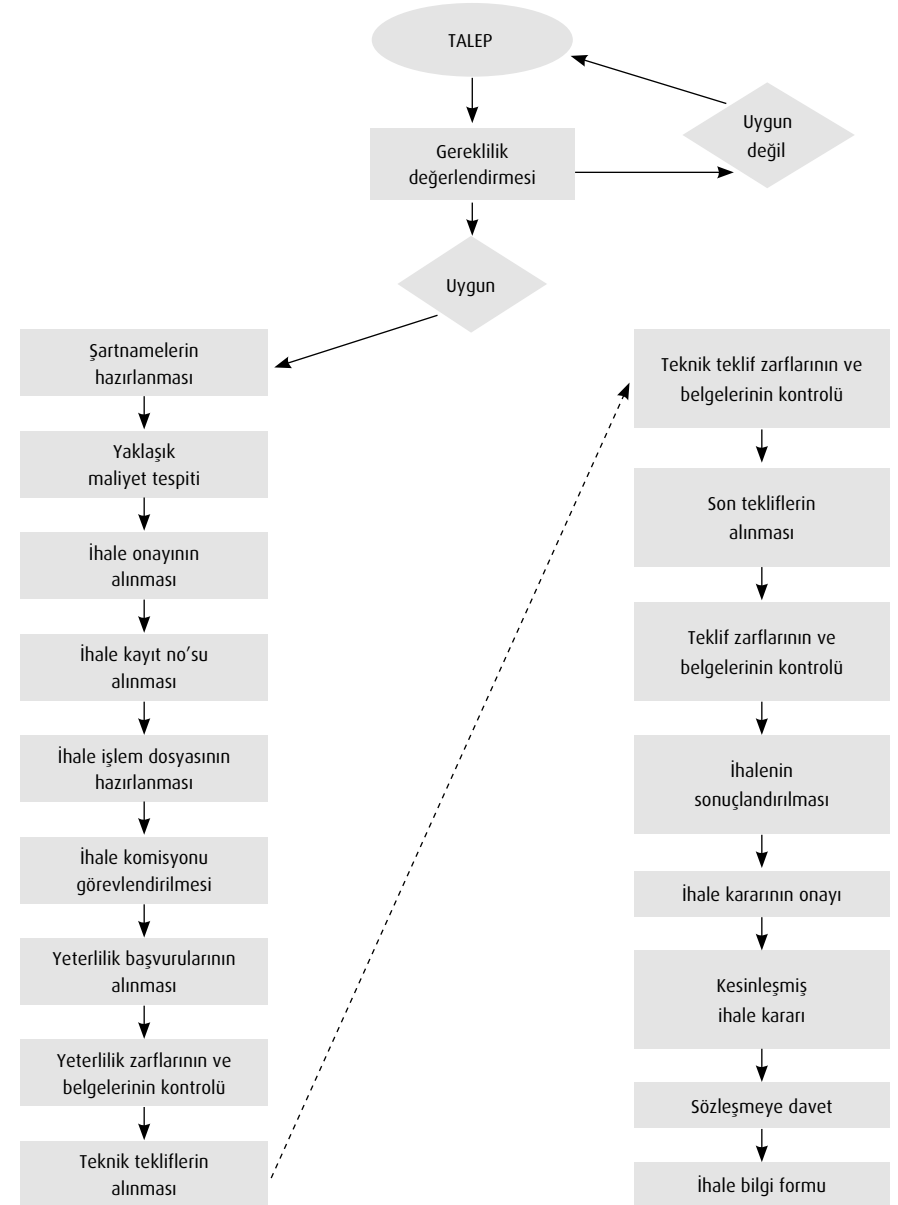 TALEP
Uygun
değil
Gereklilik
değerlendirmesi
Uygun
Şartnamelerin
hazırlanması
Yaklaşık
maliyet tespiti
İhale onayının
alınması
İhale kayıt no’su
alınması
İhale işlem dosyasının
hazırlanması
İhale komisyonu
görevlendirilmesi
Yeterlilik başvurularının
alınması
Yeterlilik zarflarının ve
belgelerinin kontrolü
Teknik tekliflerin
alınması
Teknik teklif zarflarının ve
belgelerinin kontrolü
Son tekliflerin
alınması
Teklif zarflarının ve
belgelerinin kontrolü
İhalenin
sonuçlandırılması
İhale kararının onayı
Kesinleşmiş
ihale kararı
Sözleşmeye davet
İhale bilgi formu